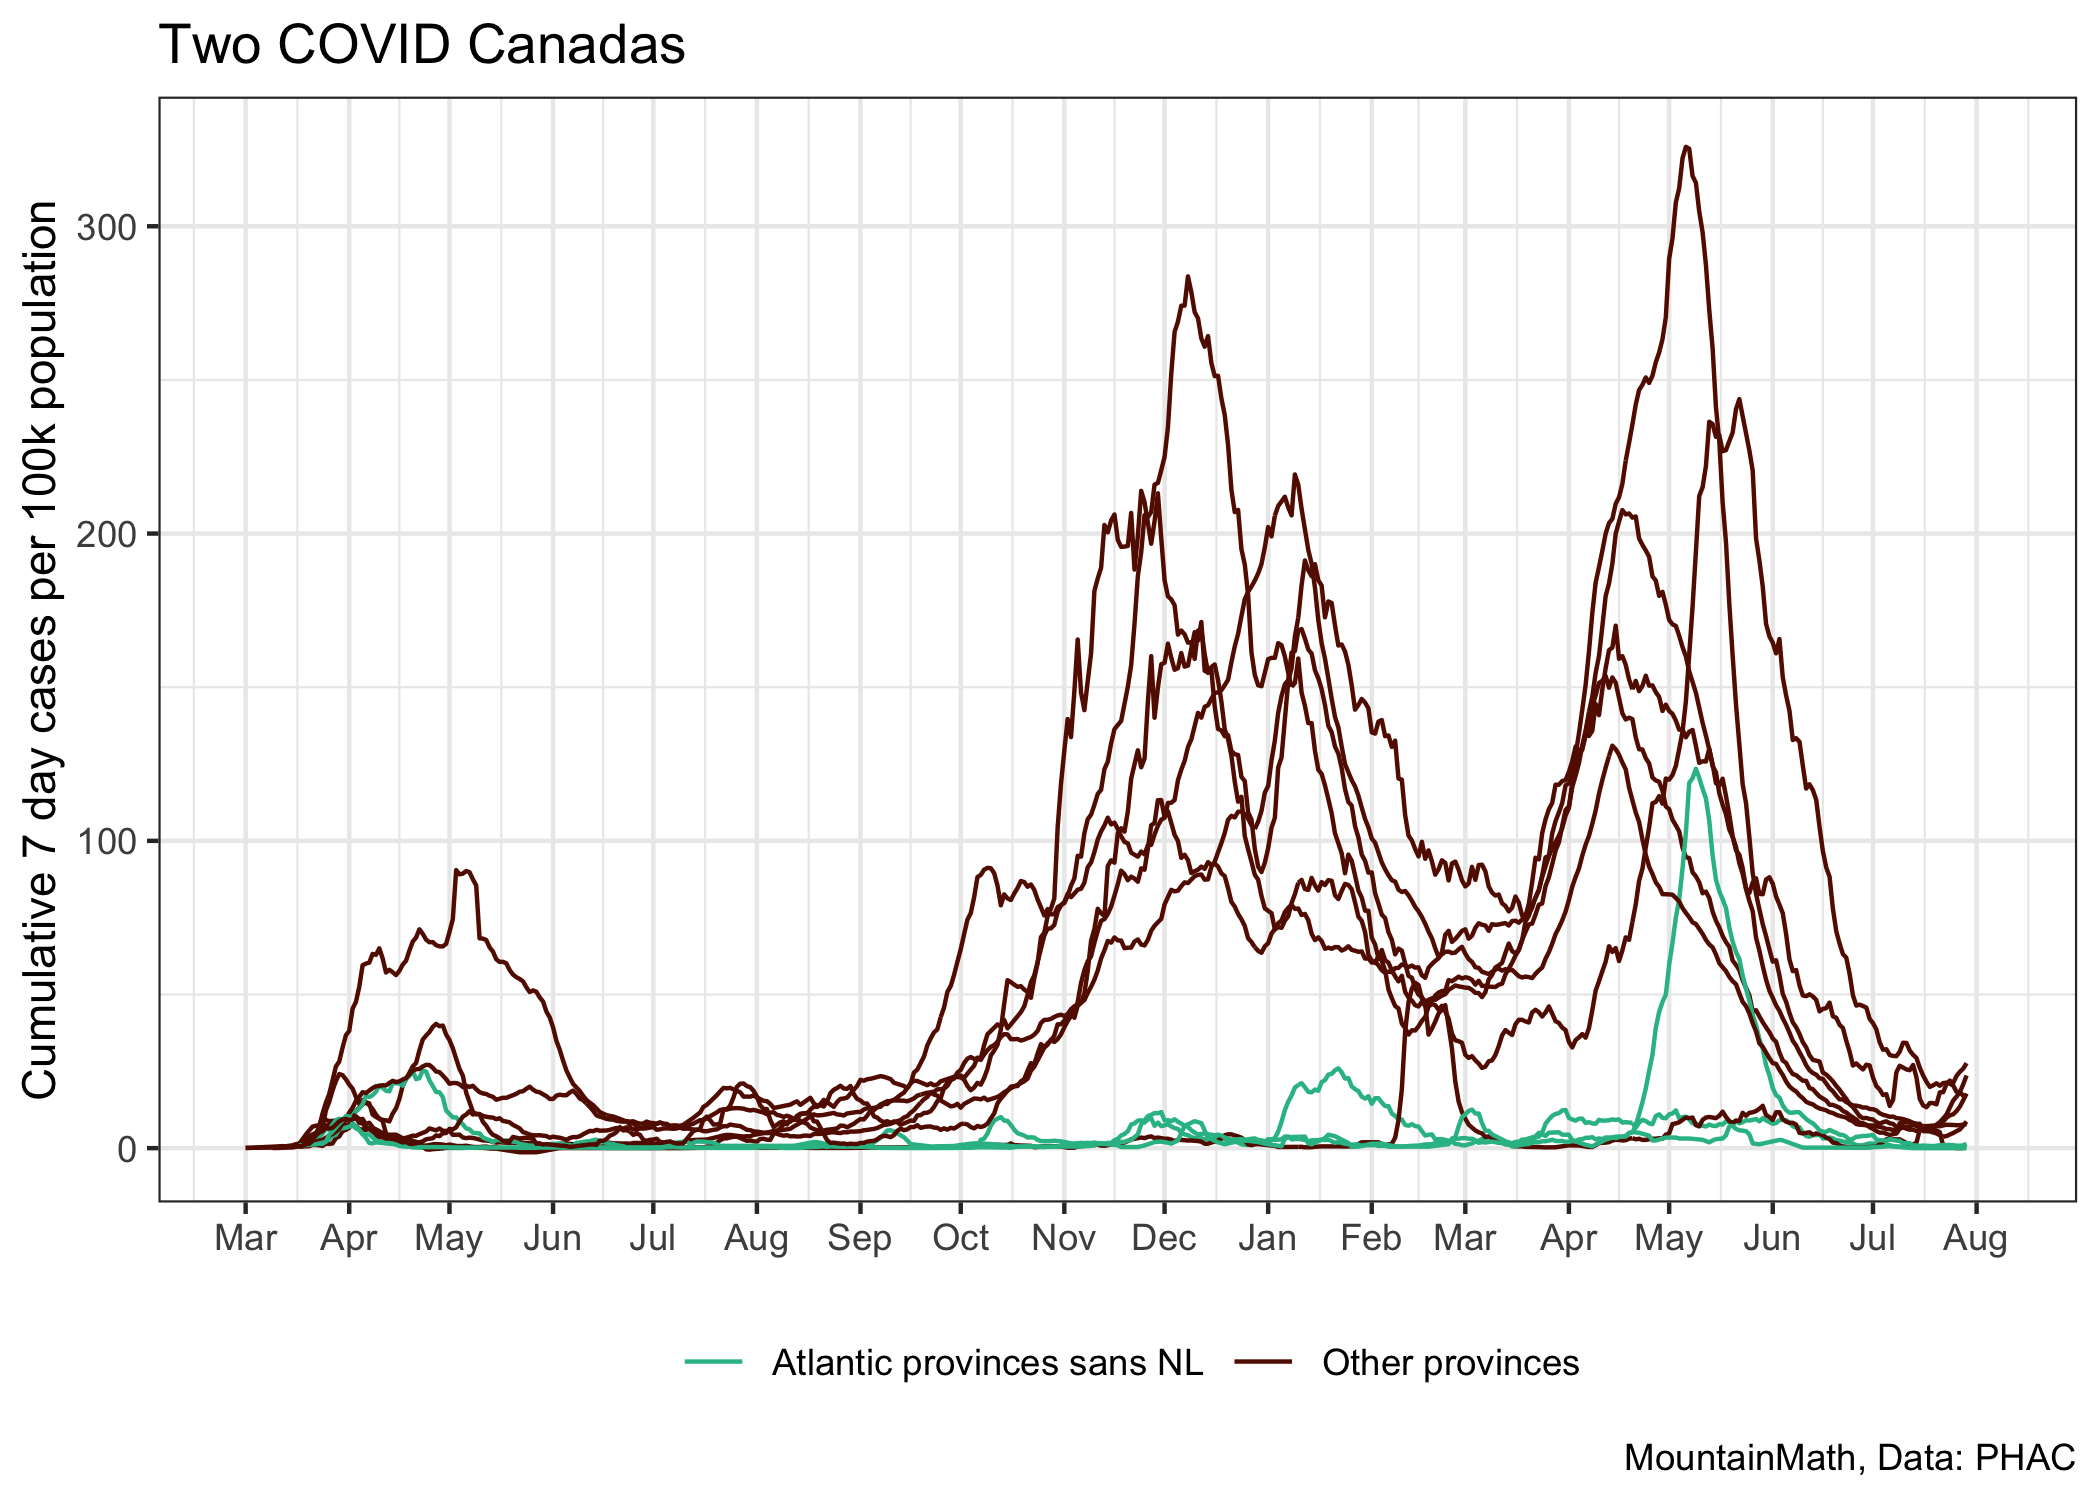 Two COVID Canadas
Cumulative 7 day cases per 100k population
300
200
100
0
Mar Apr May Jun Jul Aug Sep Oct Nov Dec Jan Feb Mar Apr May Jun Jul Aug
Atlantic provinces sans NL Other provinces
MountainMath, Data: PHAC